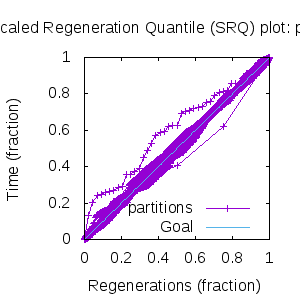 caled Regeneration Quantile (SRQ) plot: p
1
0.8
0.6
0.4
0.2
0
Time (fraction)
partitions
Goal
0 0.2 0.4 0.6 0.8 1
Regenerations (fraction)